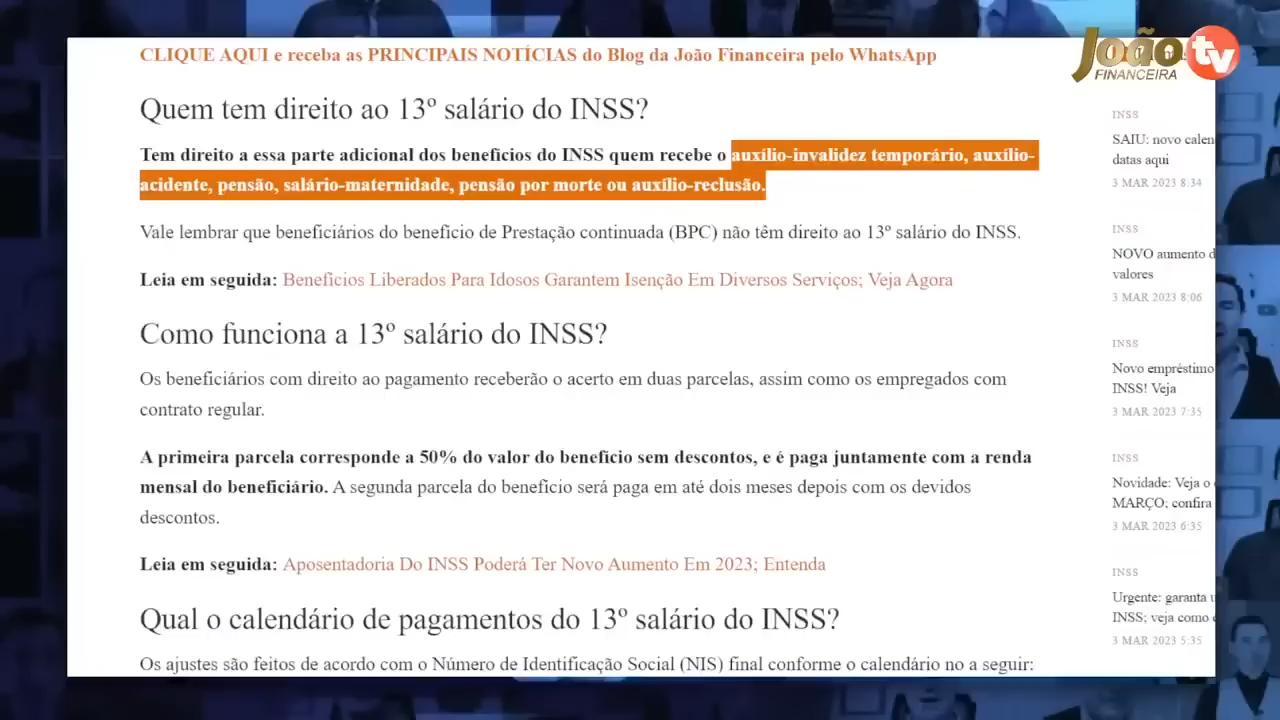 CLIQUE AQUI e receba as PRINCIPAIS NOTÍCIAS do Blog da João Financeira pelo WhatsApp
João tv
FINANCEIRA
Quem tem direito ao 13º salário do INSS?
Tem direito a essa parte adicional dos benefícios do INSS quem recebe o auxílio-invalidez temporário, auxílio-
acidente, pensão, salário-maternidade, pensão por morte ou auxílio-reclusão.
Vale lembrar que beneficiários do benefício de Prestação continuada (BPC) não têm direito ao 13º salário do INSS.
Leia em seguida: Benefícios Liberados Para Idosos Garantem Isenção Em Diversos Serviços; Veja Agora
Como funciona a 13º salário do INSS?
Os beneficiários com direito ao pagamento receberão o acerto em duas parcelas, assim como os empregados com
contrato regular.
A primeira parcela corresponde a 50% do valor do benefício sem descontos, e é paga juntamente com a renda
mensal do beneficiário. A segunda parcela do benefício será paga em até dois meses depois com os devidos
descontos.
Leia em seguida: Aposentadoria Do INSS Poderá Ter Novo Aumento Em 2023; Entenda
Qual o calendário de pagamentos do 13º salário do INSS?
Os ajustes são feitos de acordo com o Número de Identificação Social (NIS) final conforme o calendário no a seguir:
INSS
SAIU: novo calen
datas aqui
3 MAR 2023 8:34
INSS
NOVO aumento d
valores
3 MAR 2023 8:06
INSS
Novo empréstimo
INSS! Veja
3 MAR 2023 7:35
INSS
Novidade: Veja o
MARÇO; confira
3 MAR 2023 6:35
INSS
Urgente: garanta u
INSS; veja como
3 MAR 2023 5:35